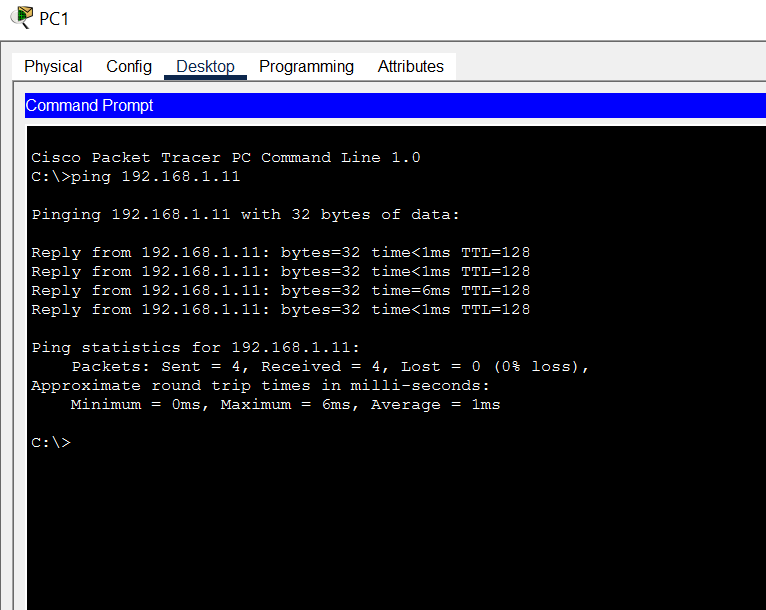 PC1
Physical Config Desktop Programming Attributes
Command Prompt
Cisco Packet Tracer PC Command Line 1.0
C:\>ping 192.168.1.11
Pinging 192.168.1.11 with 32 bytes of data:
Reply from 192.168.1.11: bytes=32 time<1ms TTL=128
Reply from 192.168.1.11: bytes=32 time<1ms TTL=128
Reply from 192.168.1.11: bytes=32 time=6ms TTL=128
Reply from 192.168.1.11: bytes=32 time<1ms TTL=128
Ping statistics for 192.168.1.11:
Packets: Sent = 4, Received = 4, Lost = 0 (0% loss),
Approximate round trip times in milli-seconds:
Minimum = 0ms, Maximum = 6ms, Average = 1ms
C:\>